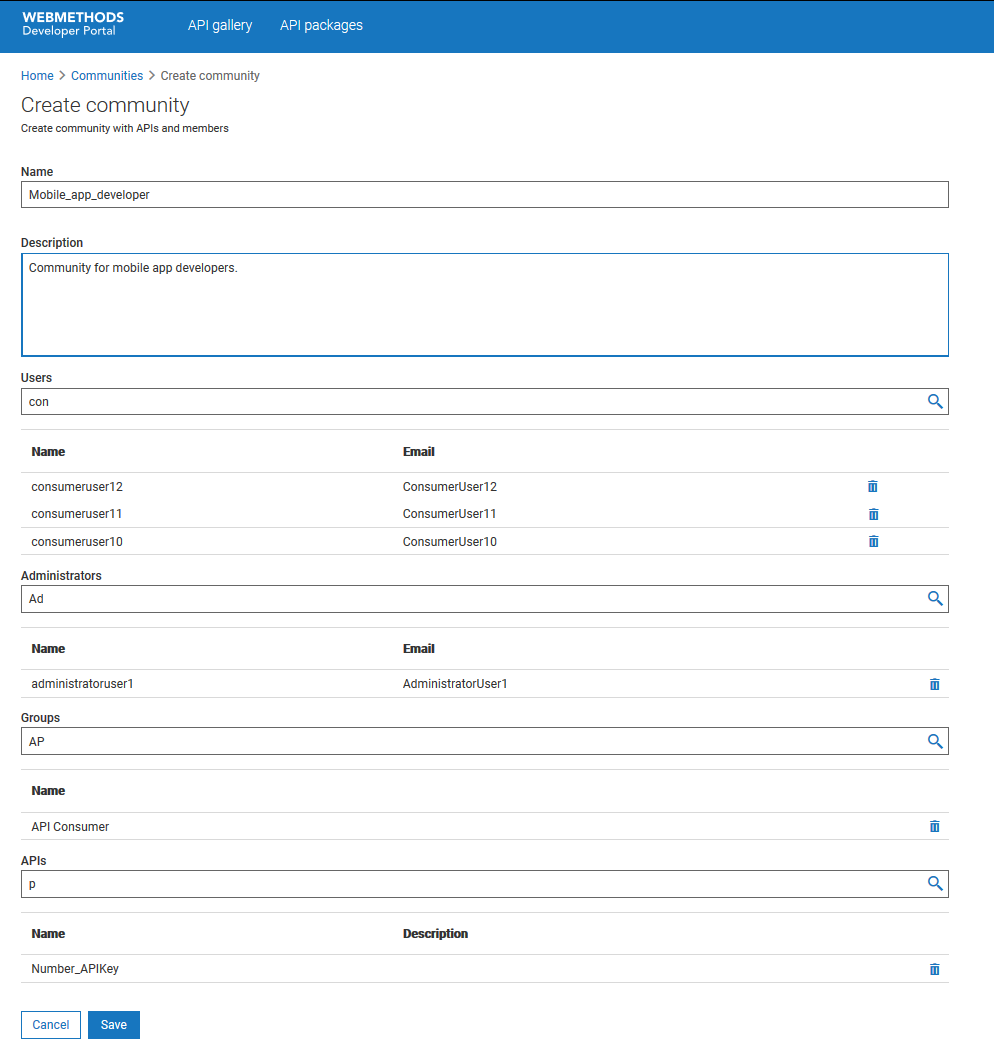 WEBMETHODS
Developer Portal
API gallery API packages
Home > Communities > Create community
Create community
Create community with APIs and members
Name
Mobile_app_developer
Description
Community for mobile app developers.
Users
con
Name Email
consumeruser12 ConsumerUser12
consumeruser11 ConsumerUser11
consumeruser10 ConsumerUser10
Administrators
Ad
Name Email
administratoruser1 AdministratorUser1
Groups
AP
Name
API Consumer
APIs
p
Name Description
Number_APIKey
Cancel Save